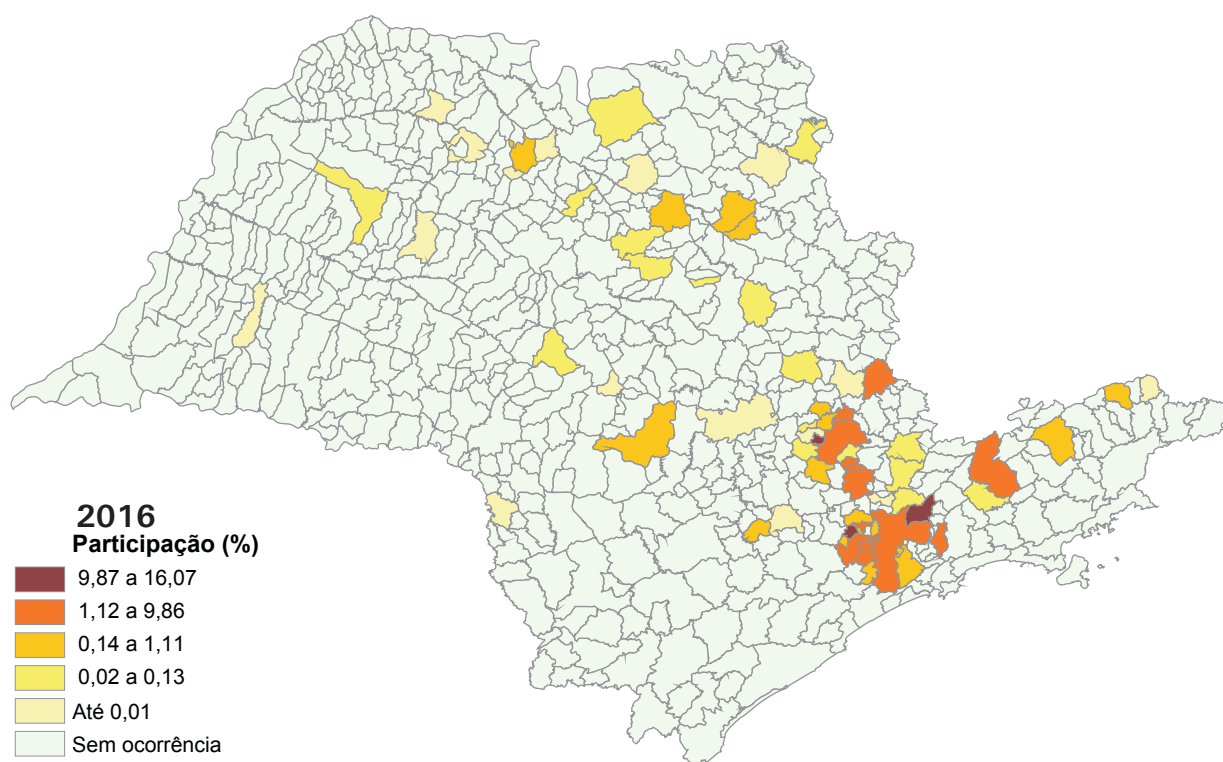 2016
Participação (%)
9,87 a 16,07
1,12 a 9,86
0,14 a 1,11
0,02 a 0,13
Até 0,01
Sem ocorrência